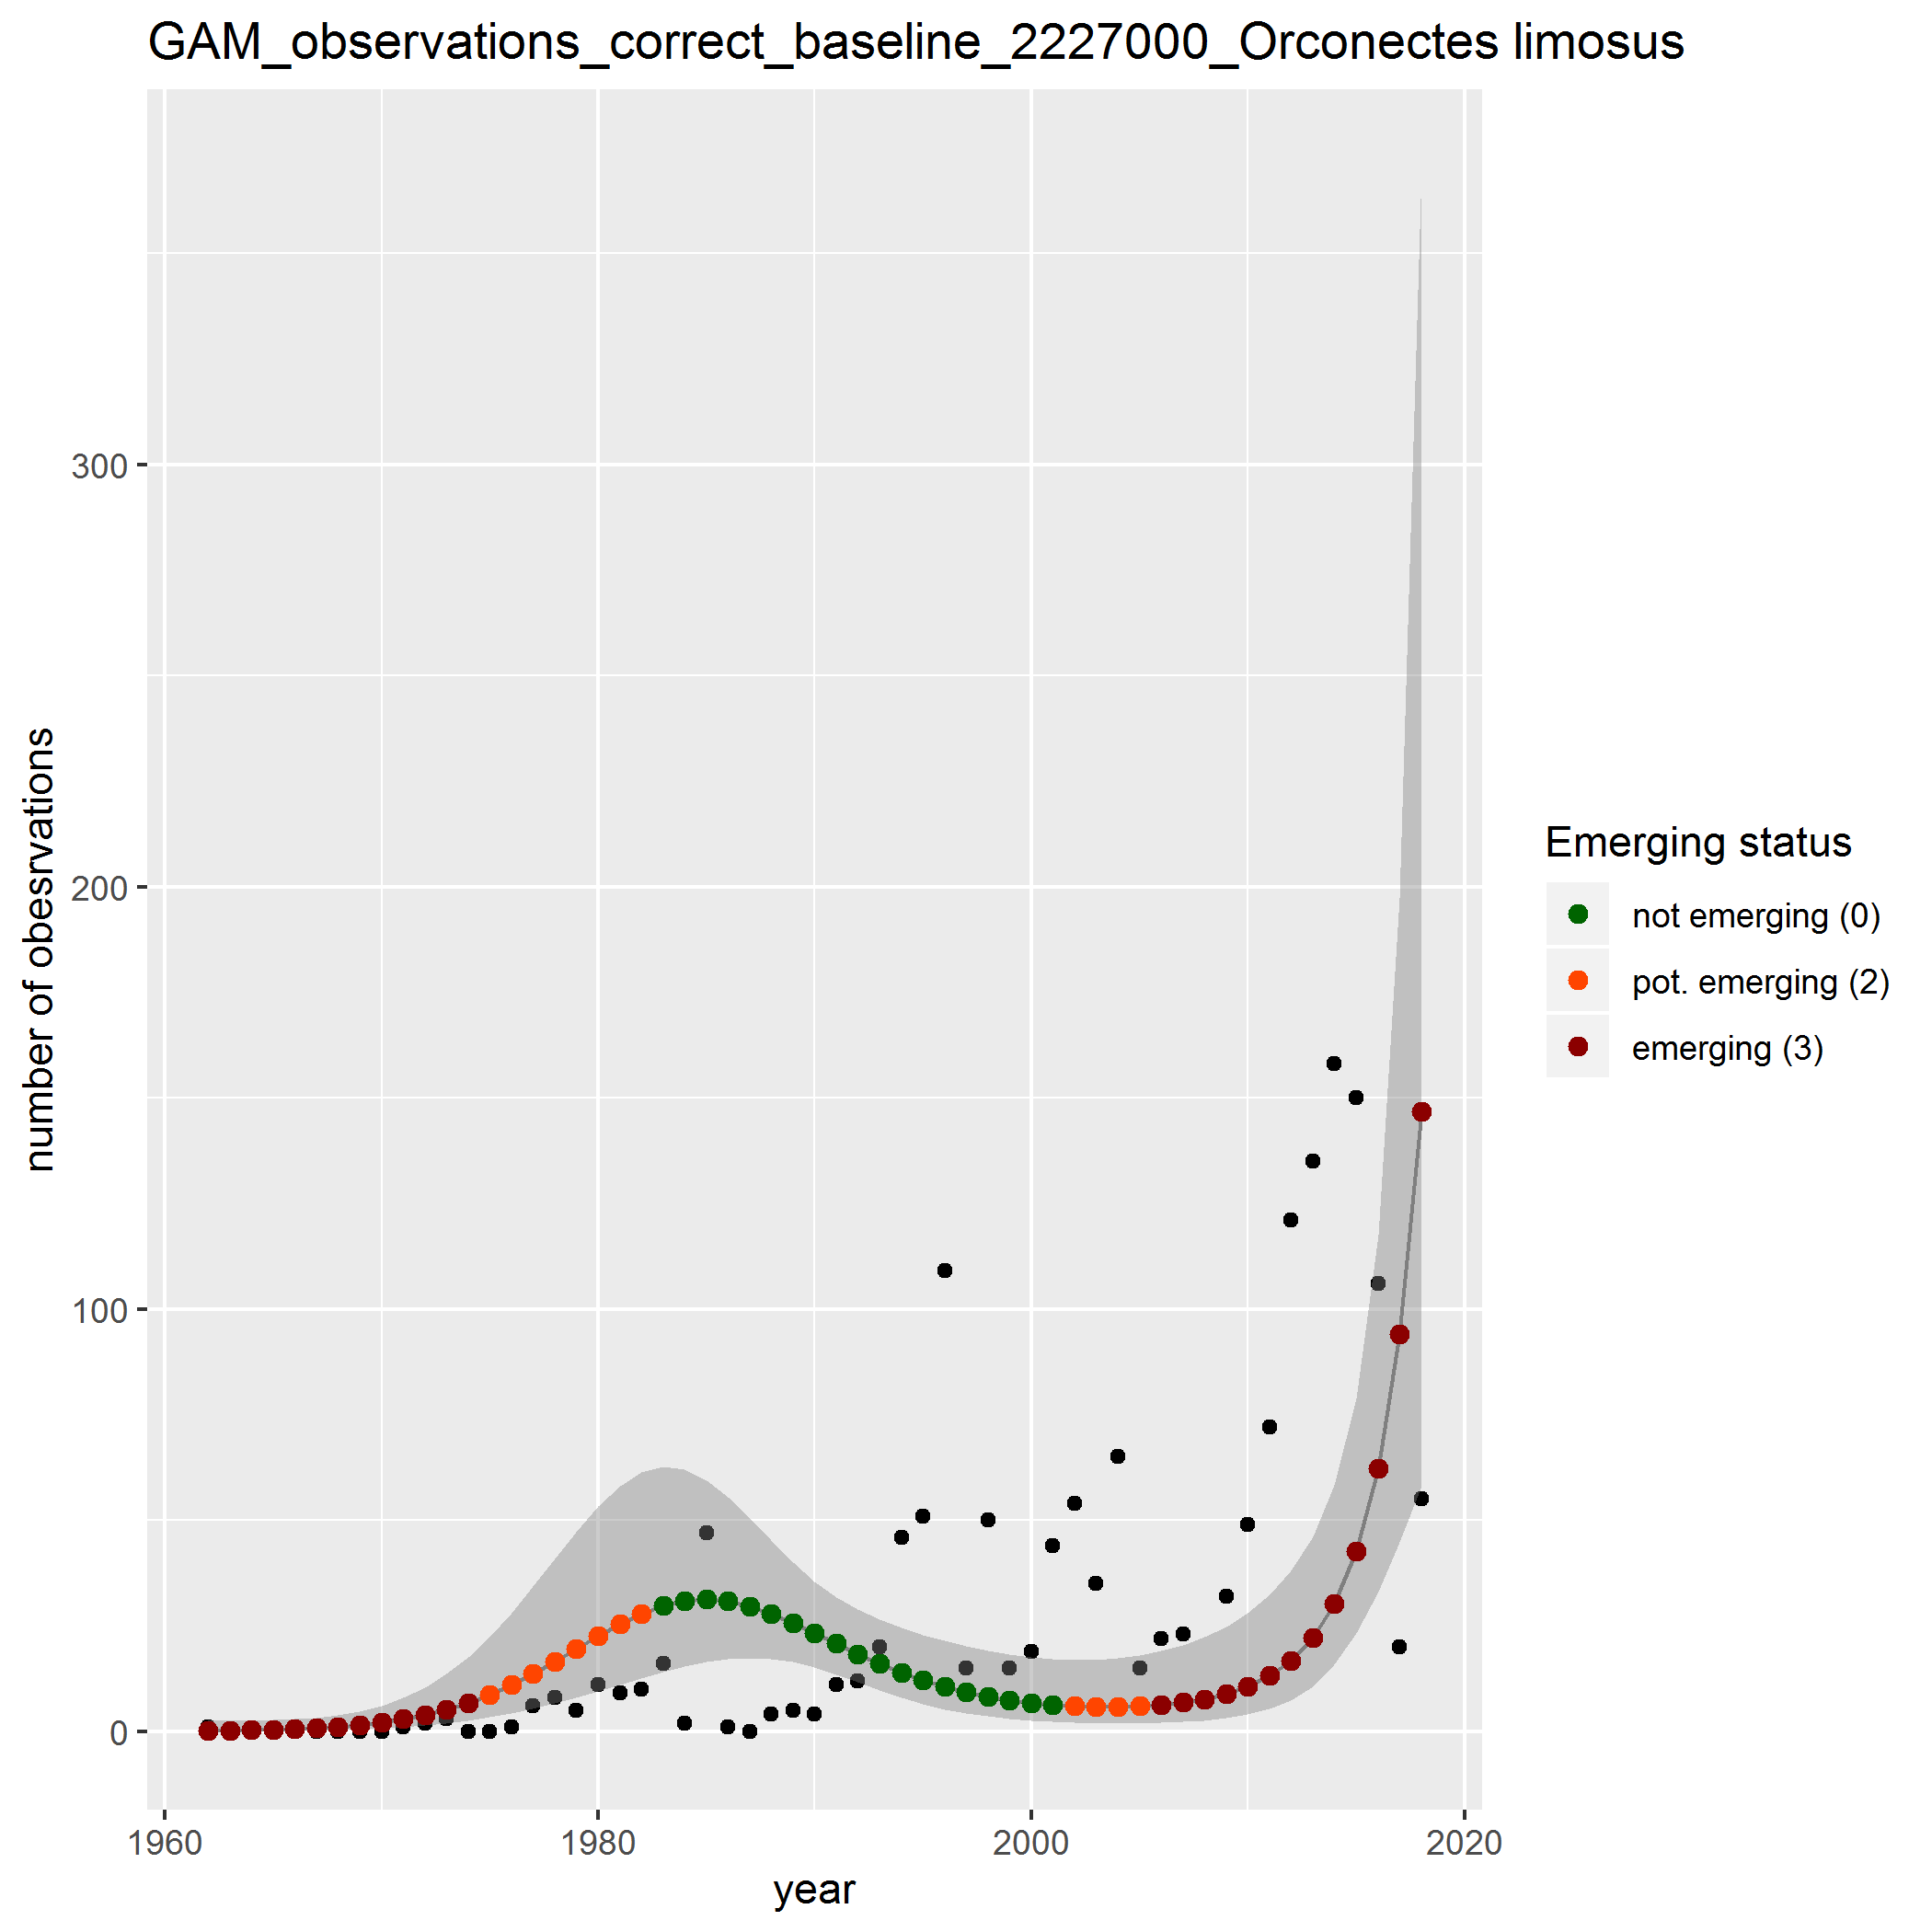 GAM_observations_correct_baseline_2227000_Orconectes limosus
number of obesrvations
300
200
100
0
1960
1980
2000
2020
year
Emerging status
not emerging (0)
pot. emerging (2)
emerging (3)